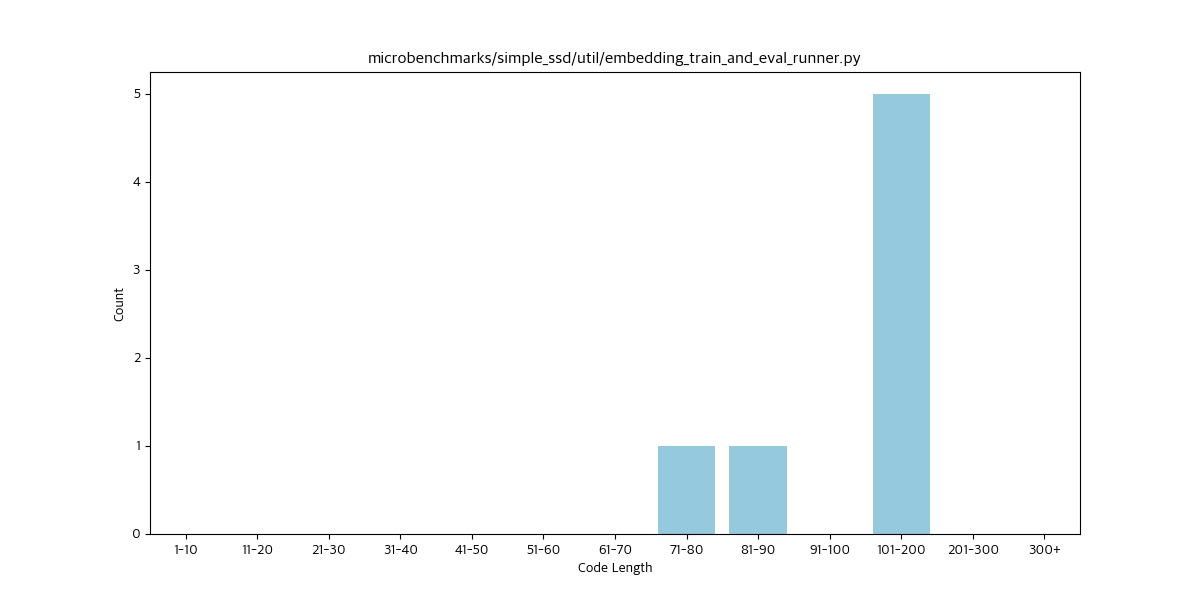 microbenchmarks/simple_ssd/util/embedding_train_and_eval_runner.py
5
4
3
2
1
0
Count
1-10 11-20 21-30 31-40 41-50 51-60 61-70 71-80 81-90 91-100 101-200 201-300 300+
Code Length